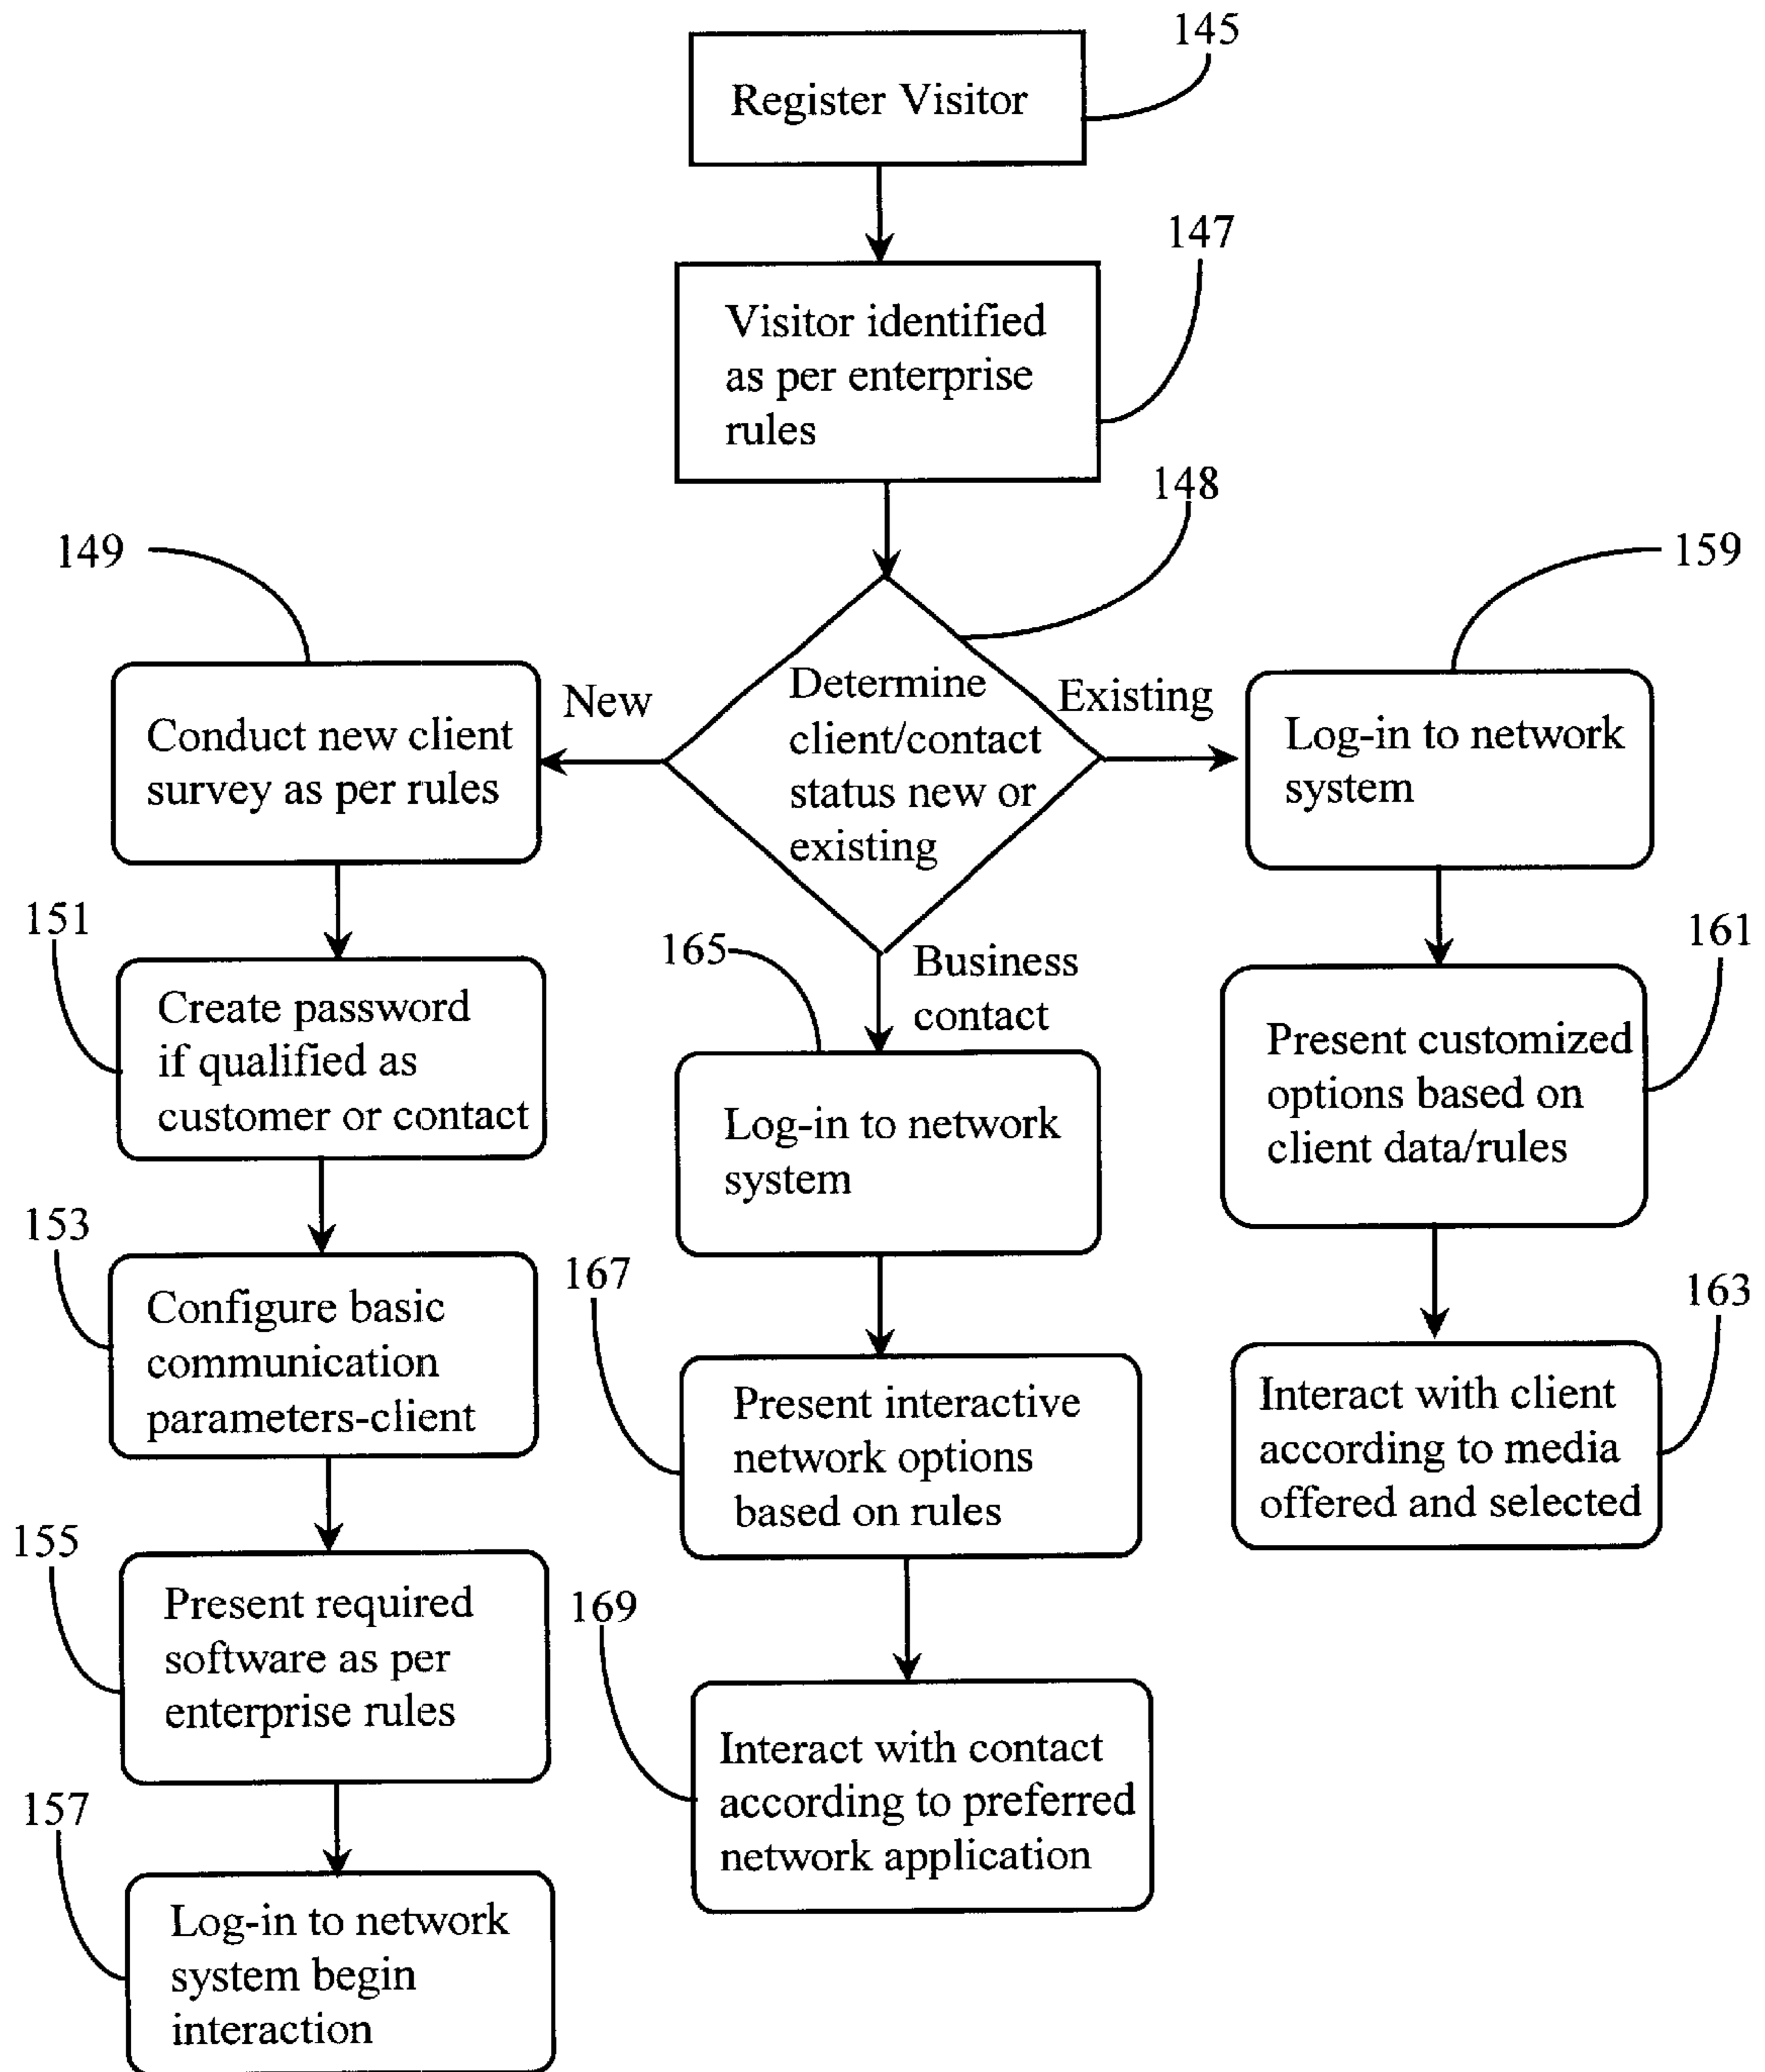 145
Register Visitor
147
Visitor identified
as per enterprise
rules
148
149
159
New
Determine
client/contact
status new or
existing
Existing
Conduct new client
survey as per rules
Log-in to network
system
151
165
Business
contact
161
Create password
if qualified as
customer or contact
Log-in to network
system
Present customized
options based on
client data/rules
153
167
163
Configure basic
communication
parameters-client
Present interactive
network options
based on rules
Interact with client
according to media
offered and selected
155
169
Present required
software as per
enterprise rules
Interact with contact
according to preferred
network application
157
Log-in to network
system begin
interaction